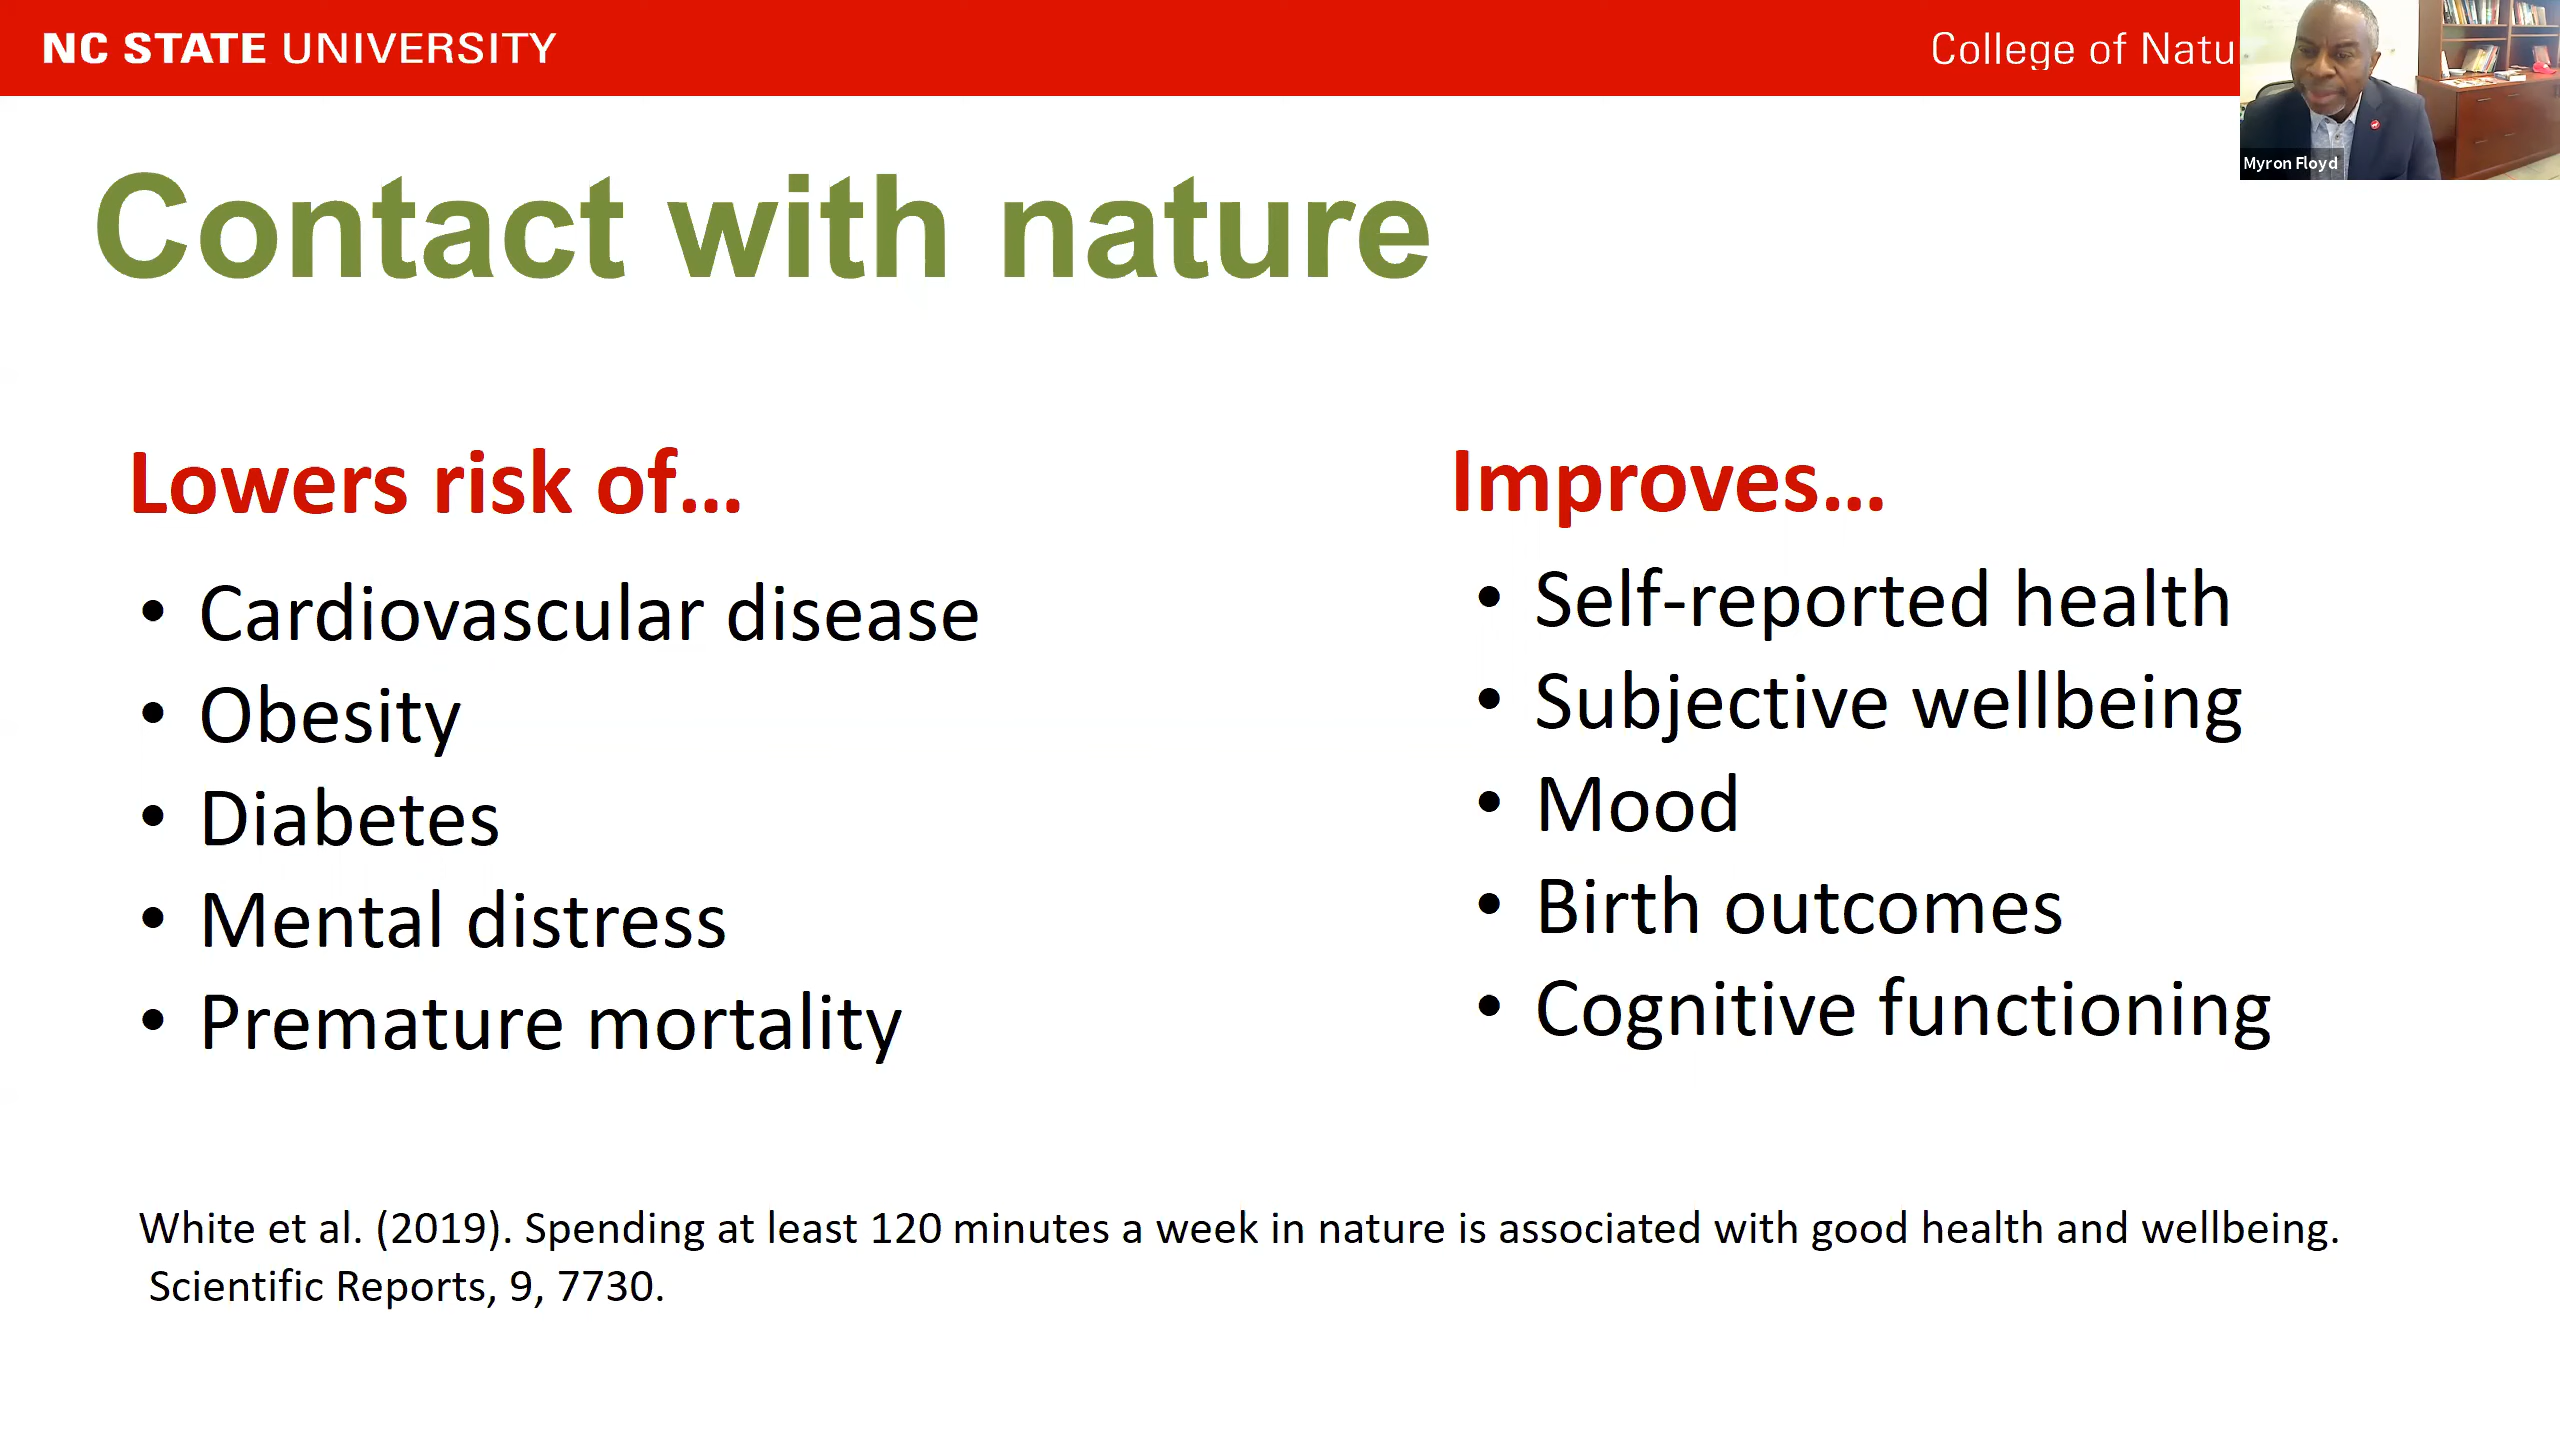 NC STATE UNIVERSITY
College of Natu
Myron Floyd
Contact with nature
Lowers risk of...
• Cardiovascular disease
• Obesity
• Diabetes
• Mental distress
• Premature mortality
Improves...
• Self-reported health
• Subjective wellbeing
• Mood
• Birth outcomes
• Cognitive functioning
White et al. (2019). Spending at least 120 minutes a week in nature is associated with good health and wellbeing.
Scientific Reports, 9, 7730.